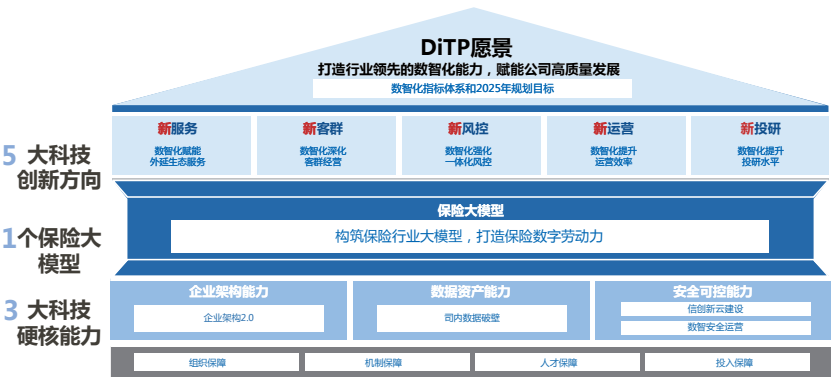 DiTP愿景
打造行业领先的数智化能力，赋能公司高质量发展
数智化指标体系和2025年规划目标
5 大科技
创新方向
新服务
数智化赋能
外延生态服务
新客群
数智化深化
客群经营
新风控
数智化强化
一体化风控
新运营
数智化提升
运营效率
新投研
数智化提升
投研水平
1个保险大
模型
保险大模型
构筑保险行业大模型，打造保险数字劳动力
3 大科技
硬核能力
企业架构能力
企业架构2.0
数据资产能力
司内数据破壁
安全可控能力
信创新云建设
数智安全运营
组织保障
机制保障
人才保障
投入保障